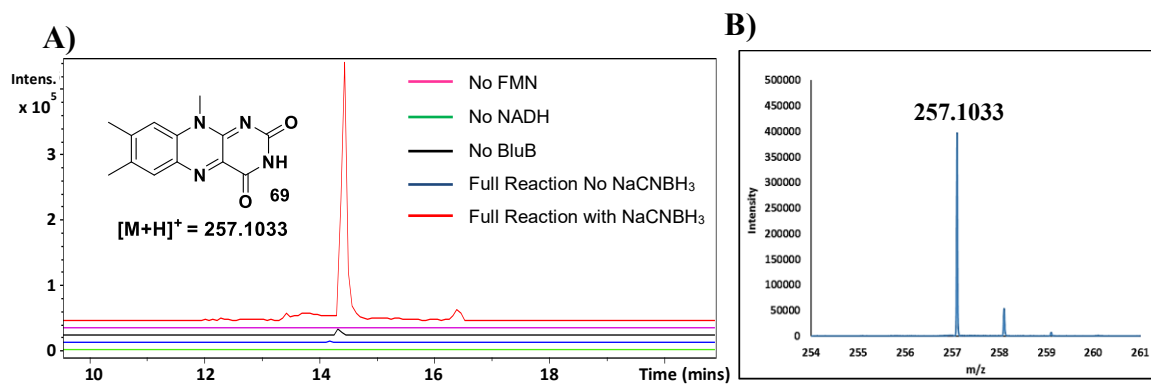 A)
Intens.
x 10⁵
3
2
1
0
10
12
14
16
18
Time (mins)
N
N
O
NH
N
O
69
[M+H]⁺ = 257.1033
No FMN
No NADH
No BluB
Full Reaction No NaCNBH₃
Full Reaction with NaCNBH₃
B)
257.1033
Intensity
500000
450000
400000
350000
300000
250000
200000
150000
100000
50000
0
254
255
256
257
258
259
260
261
m/z